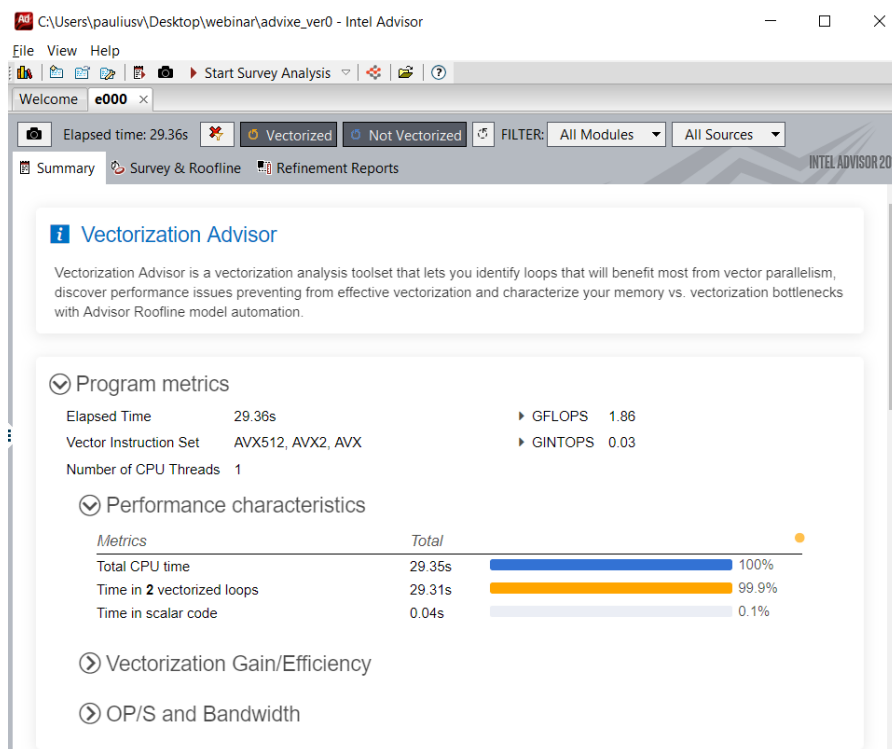 C:\Users\pauliusv\Desktop\webinar\advixe_ver0 - Intel Advisor
File View Help
Start Survey Analysis
Welcome e000
Elapsed time: 29.36s Vectorized Not Vectorized FILTER: All Modules All Sources
INTEL ADVISOR 20
Summary Survey & Roofline Refinement Reports
Vectorization Advisor
Vectorization Advisor is a vectorization analysis toolset that lets you identify loops that will benefit most from vector parallelism,
discover performance issues preventing from effective vectorization and characterize your memory vs. vectorization bottlenecks
with Advisor Roofline model automation.
Program metrics
Elapsed Time 29.36s GFLOPS 1.86
Vector Instruction Set AVX512, AVX2, AVX GINTOPS 0.03
Number of CPU Threads 1
Performance characteristics
Metrics Total
Total CPU time 29.35s 100%
Time in 2 vectorized loops 29.31s 99.9%
Time in scalar code 0.04s 0.1%
Vectorization Gain/Efficiency
OP/S and Bandwidth